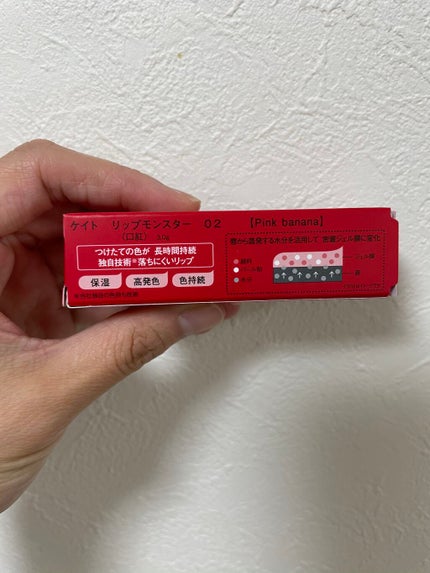 ケイト リップモンスター 02 【Pink banana】
〈口紅〉 3.0g
つけたての色が 長時間持続
独自技術※落ちにくいリップ
保湿 高発色 色持続
唇から蒸発する水分を活用して 密着ジェル膜に変化